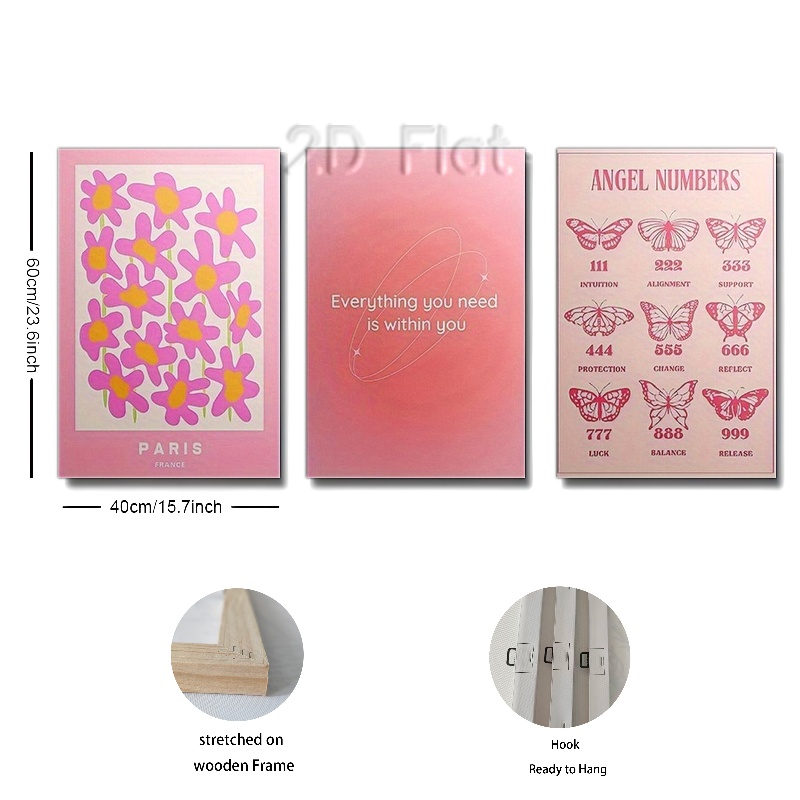 2D Flat
60cm/23.6inch
40cm/15.7inch
PARIS
FRANCE
Everything you need
is within you
ANGEL NUMBERS
111 222 333
INTUITION ALIGNMENT SUPPORT
444 555 666
PROTECTION CHANGE REFLECT
777 888 999
LUCK BALANCE RELEASE
stretched on
wooden Frame
Hook
Ready to Hang